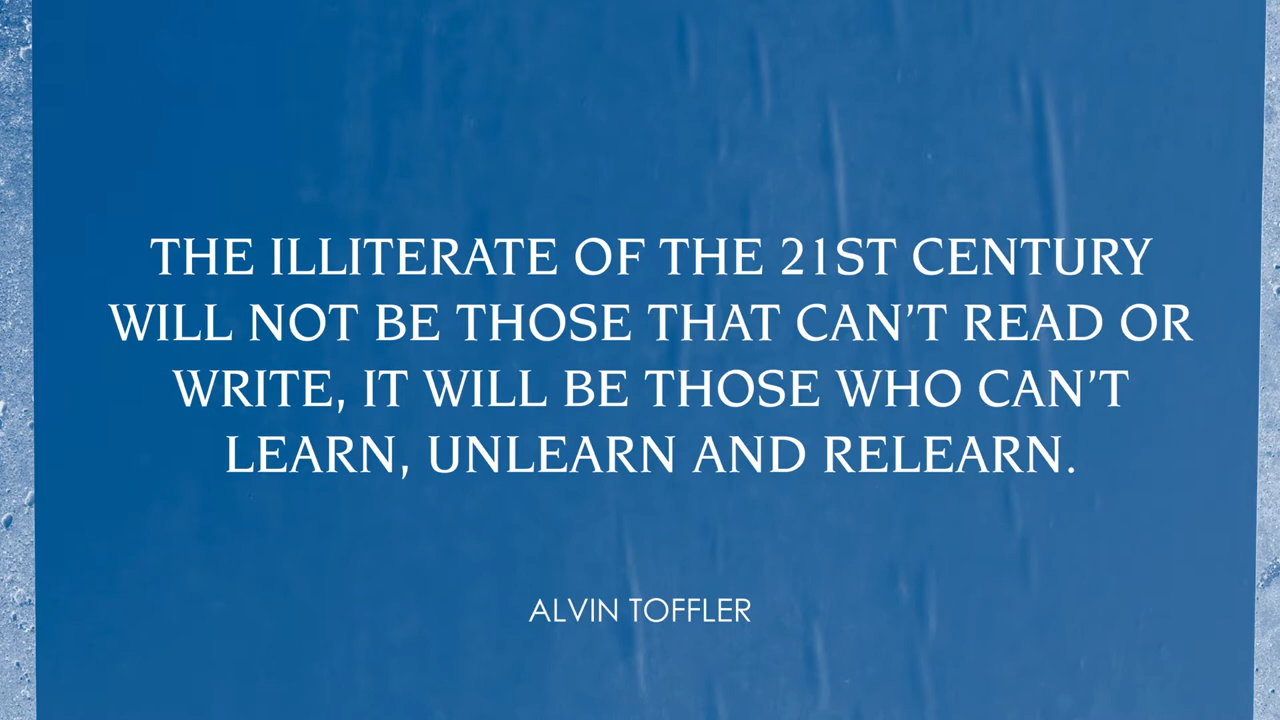 THE ILLITERATE OF THE 21ST CENTURY
WILL NOT BE THOSE THAT CAN'T READ OR
WRITE, IT WILL BE THOSE WHO CAN'T
LEARN, UNLEARN AND RELEARN.
ALVIN TOFFLER